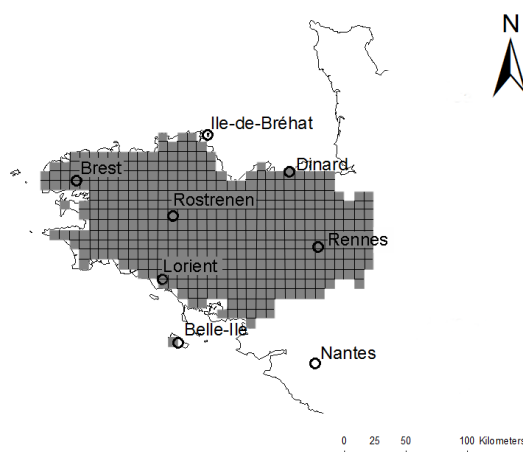 N
Ile-de-Bréhat
Brest
Dinard
Rostrenen
Rennes
Lorient
Belle-Ile
Nantes
0 25 50 100 Kilometers